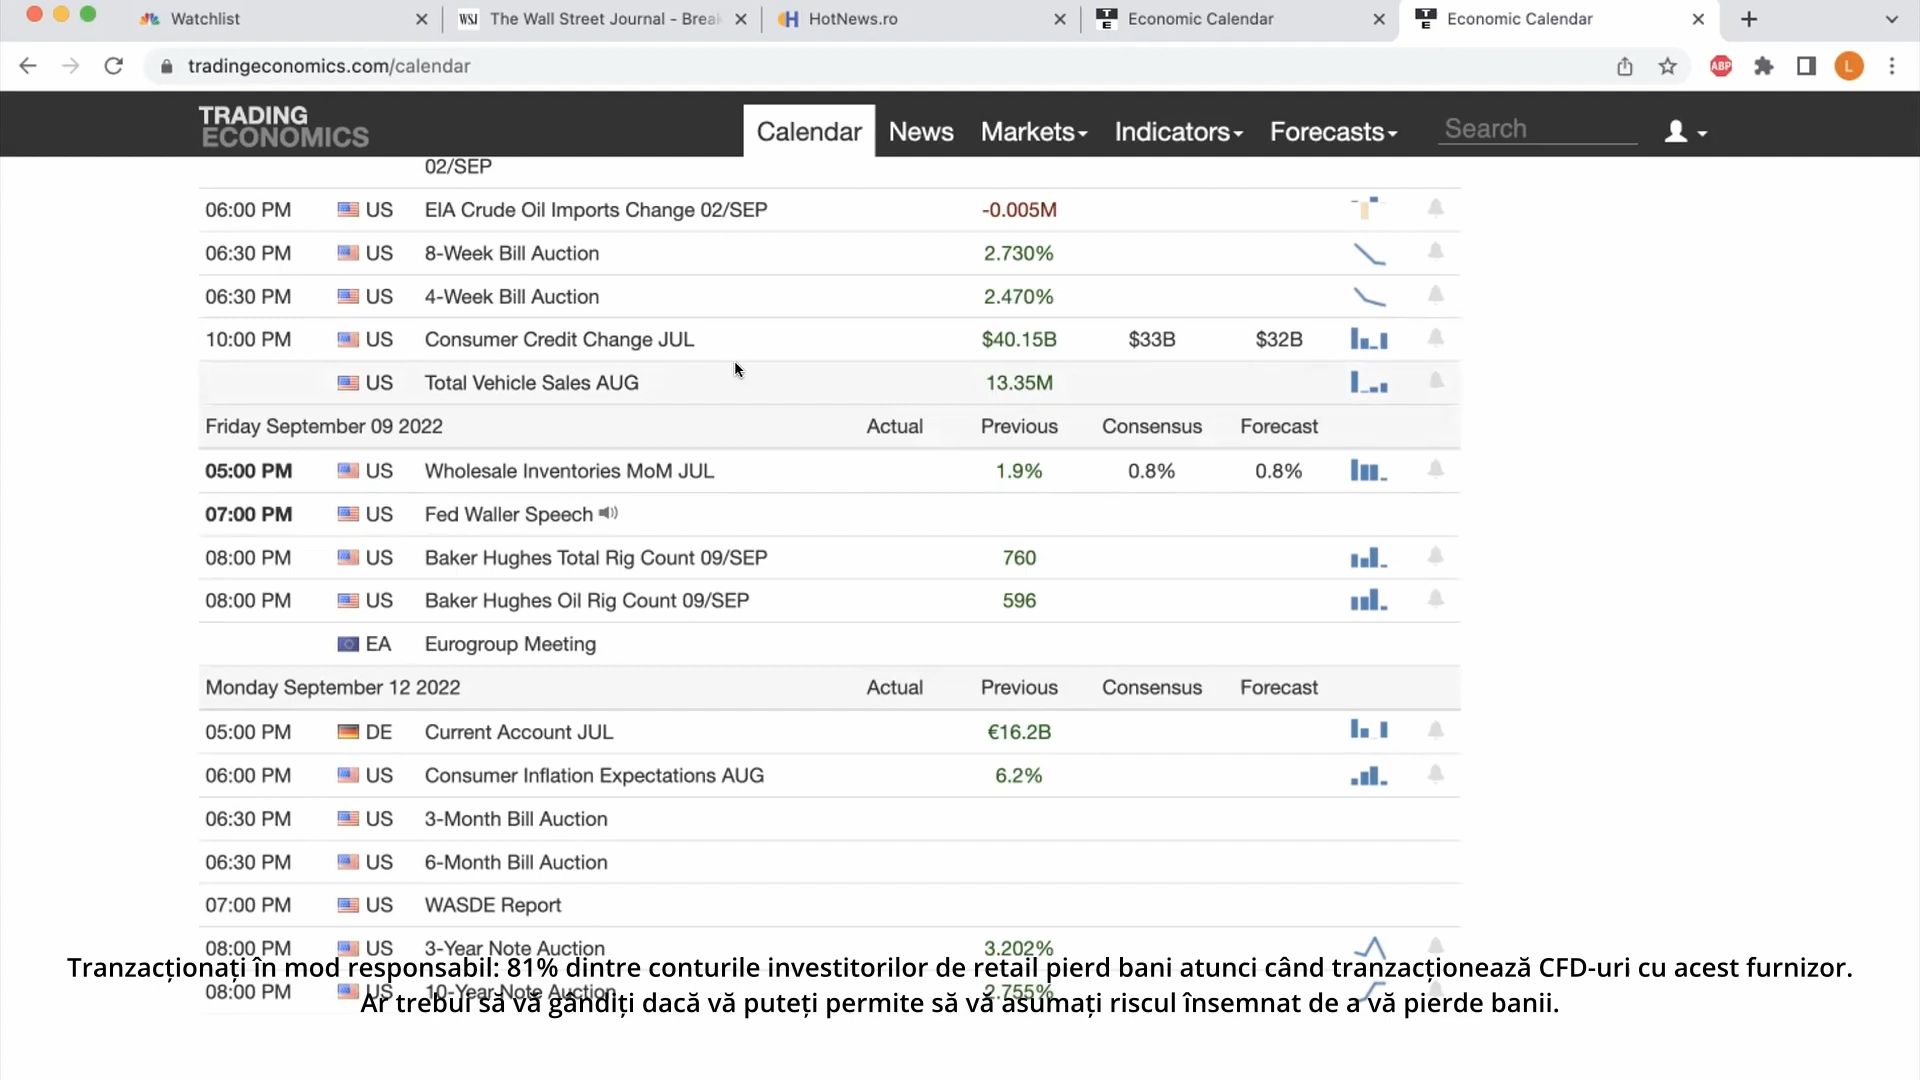 Watchlist
WSJ The Wall Street Journal - Break
HotNews.ro
TE Economic Calendar
TE Economic Calendar
tradingeconomics.com/calendar
ABP
L
TRADING
ECONOMICS
Calendar News Markets Indicators Forecasts Search
02/SEP
06:00 PM US EIA Crude Oil Imports Change 02/SEP -0.005M
06:30 PM US 8-Week Bill Auction 2.730%
06:30 PM US 4-Week Bill Auction 2.470%
10:00 PM US Consumer Credit Change JUL $40.15B $33B $32B
US Total Vehicle Sales AUG 13.35M
Friday September 09 2022 Actual Previous Consensus Forecast
05:00 PM US Wholesale Inventories MoM JUL 1.9% 0.8% 0.8%
07:00 PM US Fed Waller Speech
08:00 PM US Baker Hughes Total Rig Count 09/SEP 760
08:00 PM US Baker Hughes Oil Rig Count 09/SEP 596
EA Eurogroup Meeting
Monday September 12 2022 Actual Previous Consensus Forecast
05:00 PM DE Current Account JUL €16.2B
06:00 PM US Consumer Inflation Expectations AUG 6.2%
06:30 PM US 3-Month Bill Auction
06:30 PM US 6-Month Bill Auction
07:00 PM US WASDE Report
08:00 PM US 3-Year Note Auction 3.202%
Tranzacționați în mod responsabil: 81% dintre conturile investitorilor de retail pierd bani atunci când tranzacționează CFD-uri cu acest furnizor.
08:00 PM US 10-Year Note Auction 2.755%
Ar trebui să vă gândiți dacă vă puteți permite să vă asumați riscul însemnat de a vă pierde banii.